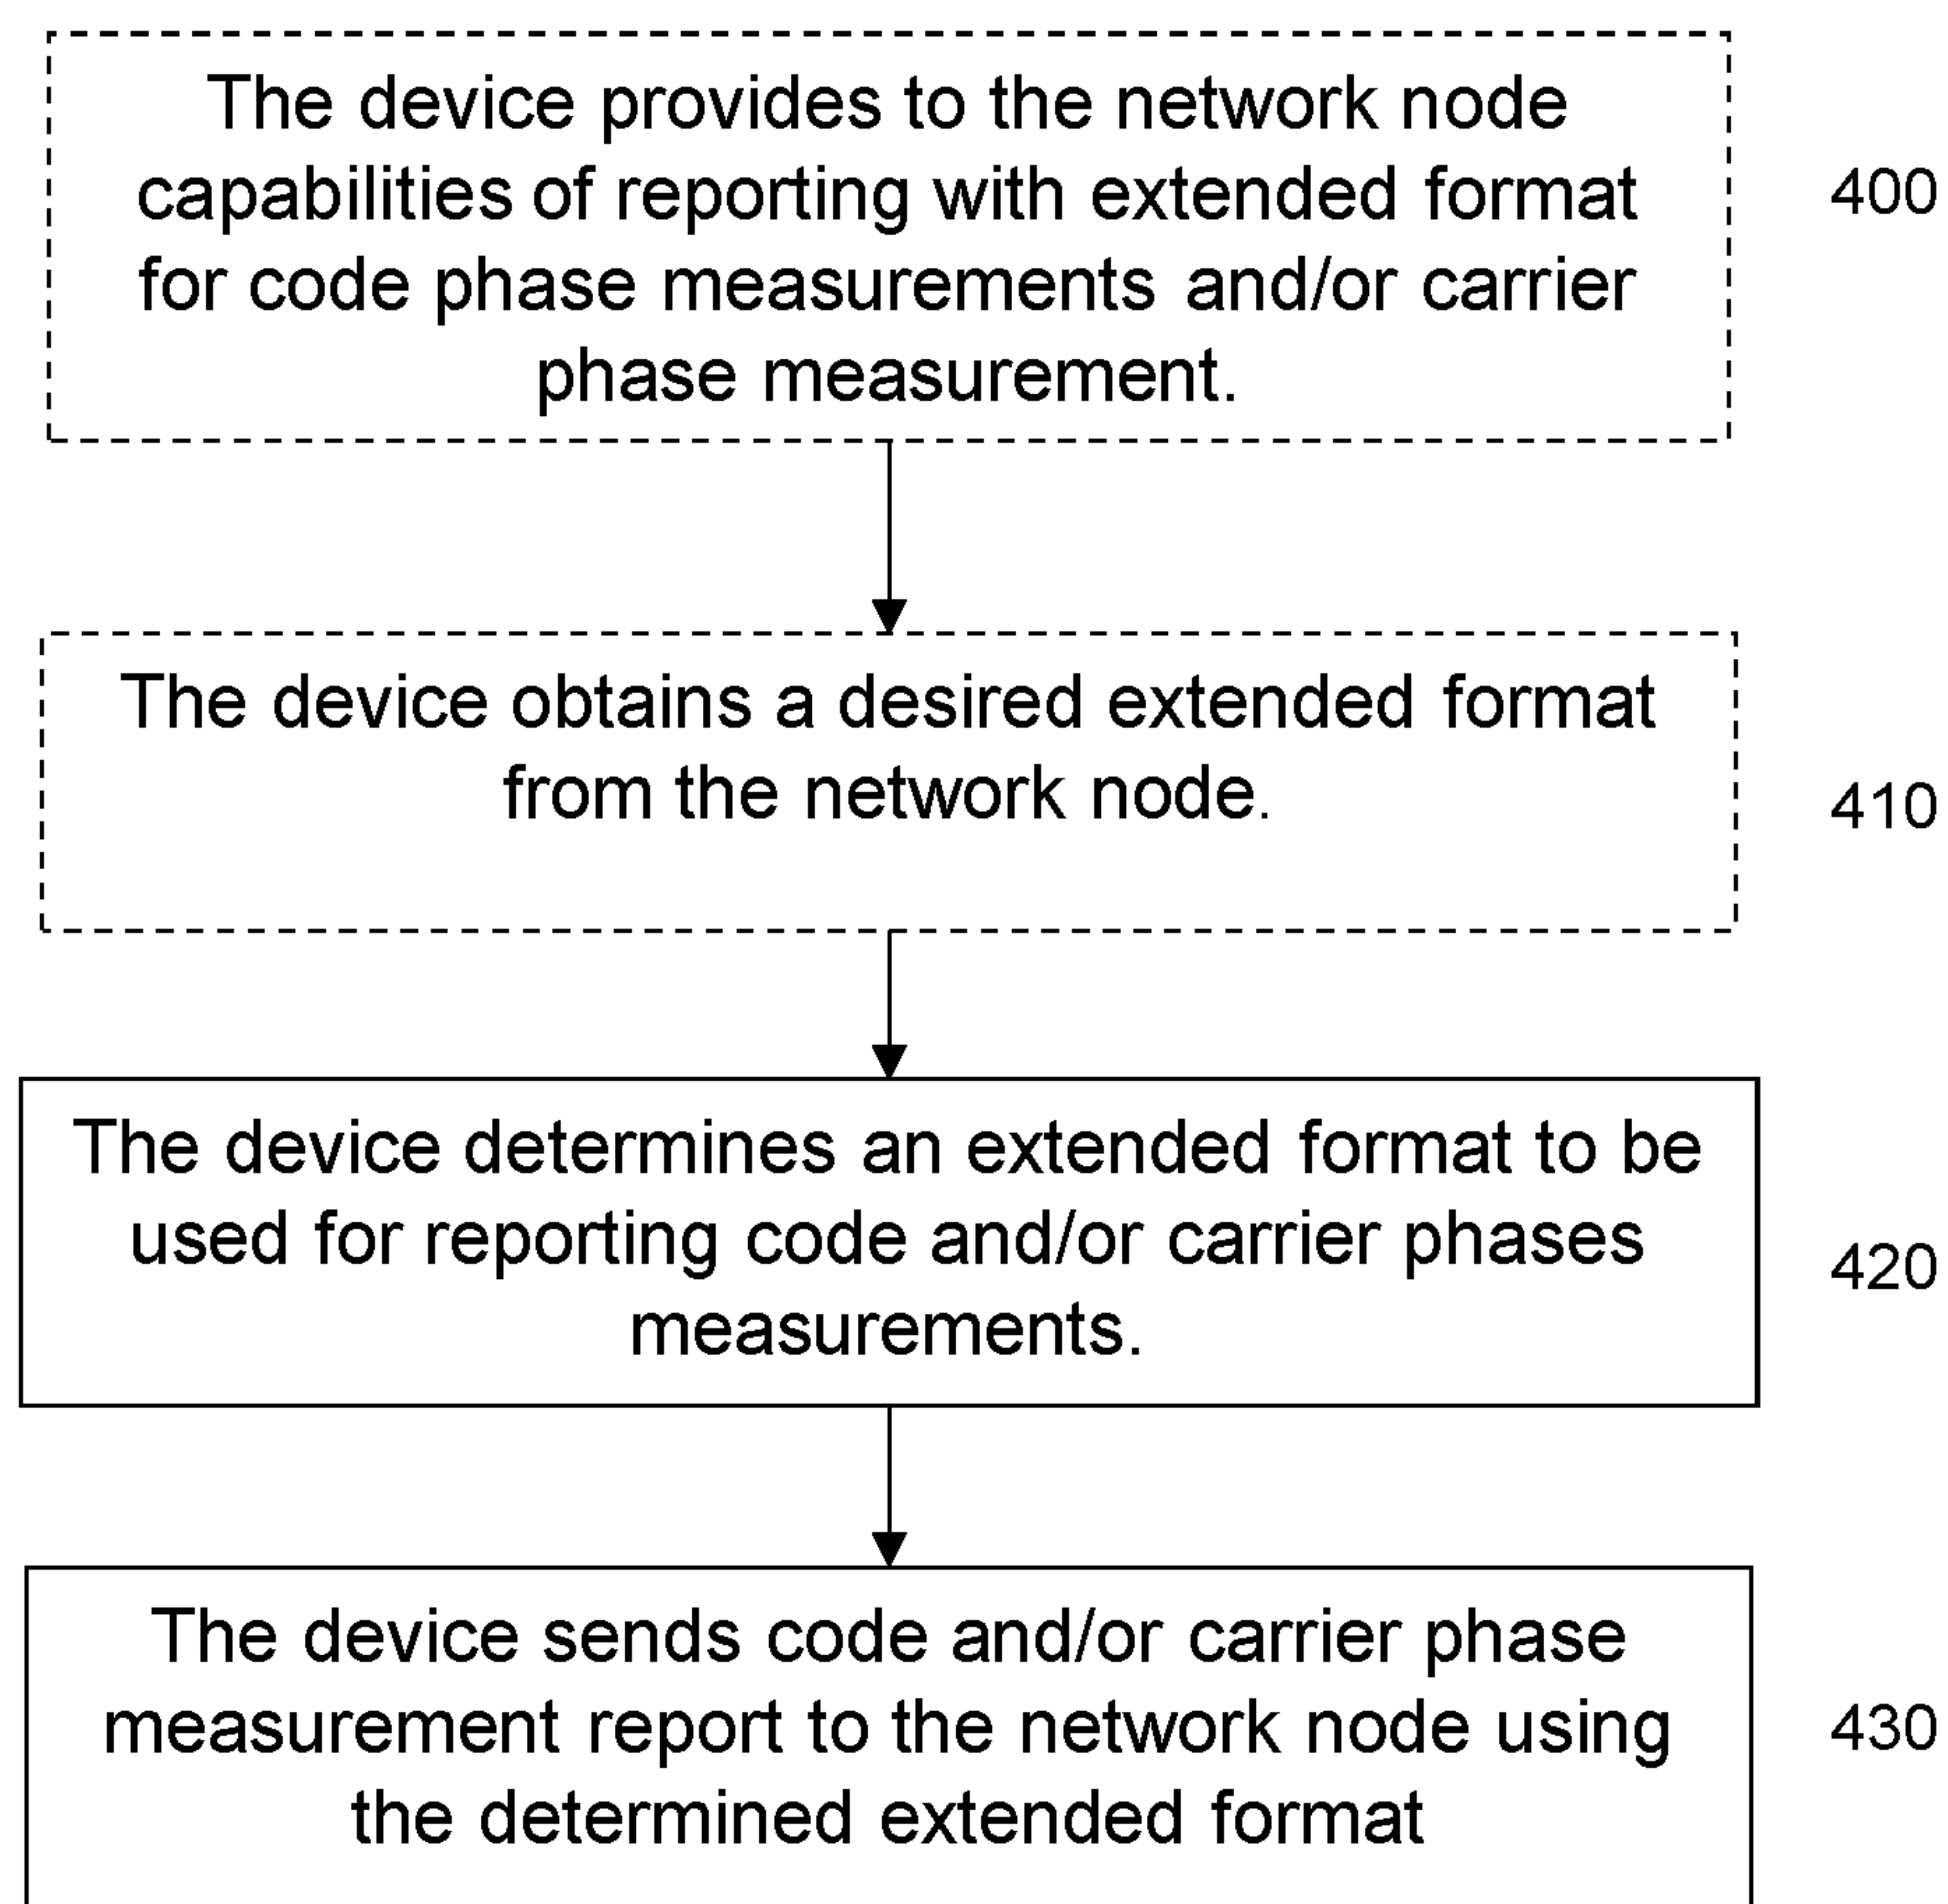 The device provides to the network node
capabilities of reporting with extended format
for code phase measurements and/or carrier
phase measurement.
400
The device obtains a desired extended format
from the network node.
410
The device determines an extended format to be
used for reporting code and/or carrier phases
measurements.
420
The device sends code and/or carrier phase
measurement report to the network node using
the determined extended format
430